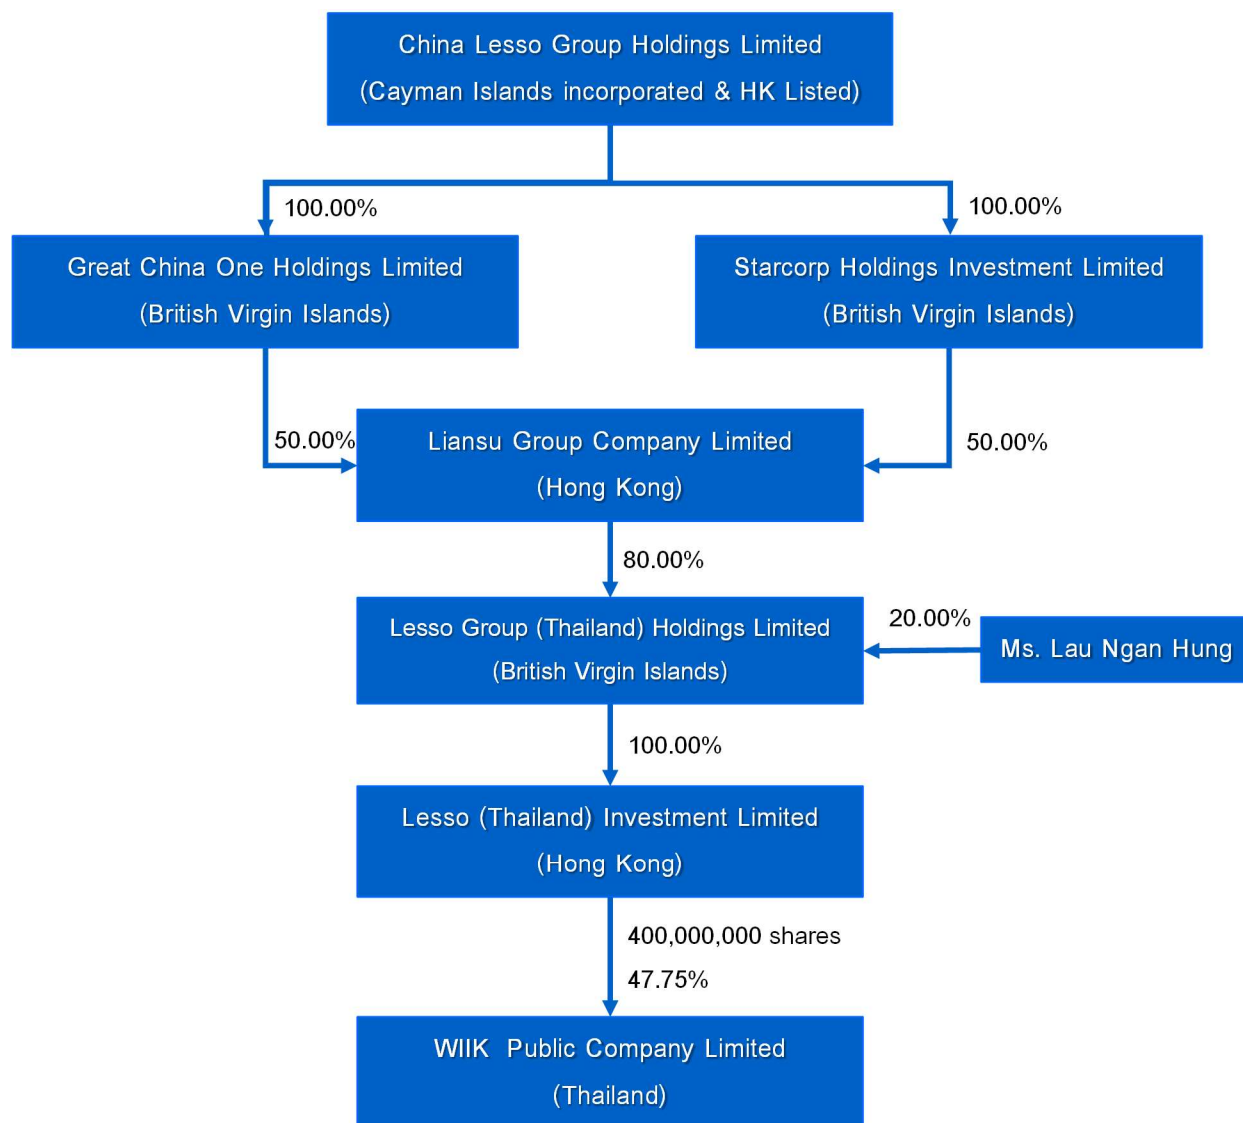 China Lesso Group Holdings Limited
(Cayman Islands incorporated & HK Listed)
100.00%
100.00%
Great China One Holdings Limited
(British Virgin Islands)
Starcorp Holdings Investment Limited
(British Virgin Islands)
50.00%
Liansu Group Company Limited
(Hong Kong)
50.00%
80.00%
Lesso Group (Thailand) Holdings Limited
(British Virgin Islands)
20.00%
Ms. Lau Ngan Hung
100.00%
Lesso (Thailand) Investment Limited
(Hong Kong)
400,000,000 shares
47.75%
WIIK Public Company Limited
(Thailand)